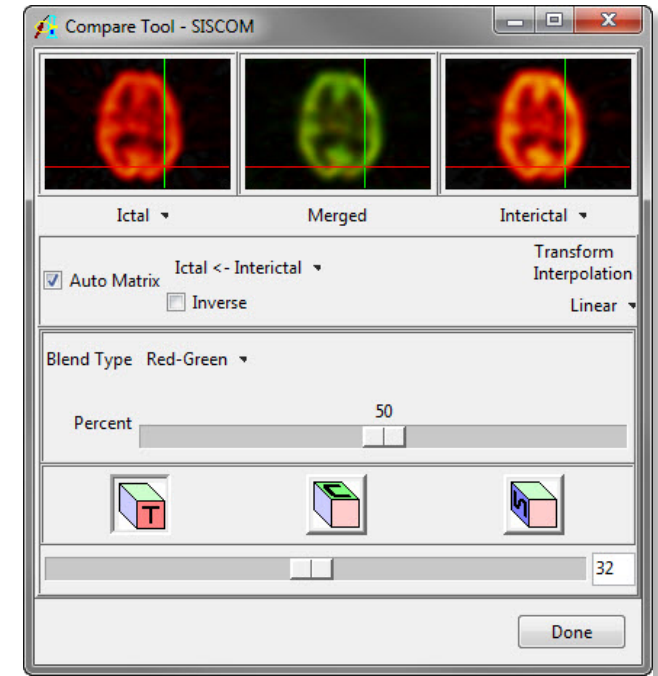 Compare Tool - SISCOM
Ictal
Merged
Interictal
Auto Matrix
Ictal <- Interictal
Inverse
Transform
Interpolation
Linear
Blend Type Red-Green
50
Percent
T
C
S
32
Done